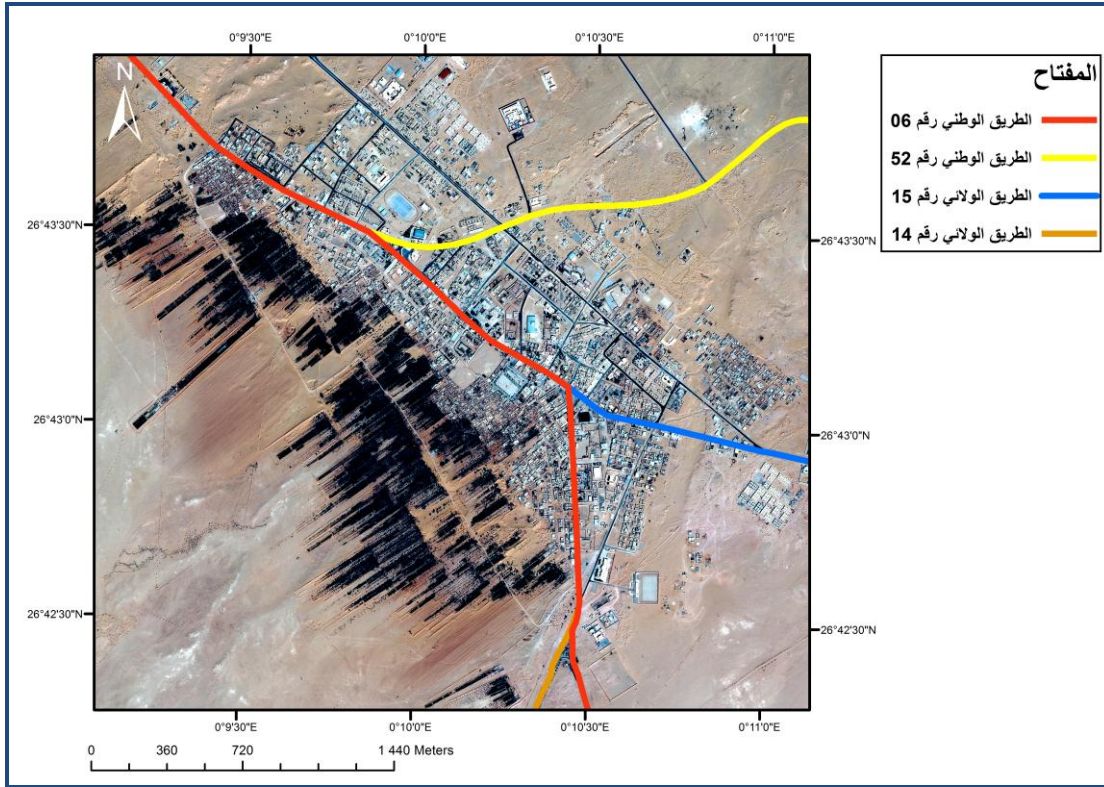 0°9'30"E 0°10'0"E 0°10'30"E 0°11'0"E
N
26°43'30"N
26°43'0"N
26°42'30"N
26°43'30"N
26°43'0"N
26°42'30"N
0°9'30"E 0°10'0"E 0°10'30"E 0°11'0"E
0 360 720 1 440 Meters
المفتاح
الطريق الوطني رقم 06
الطريق الوطني رقم 52
الطريق الولائي رقم 15
الطريق الولائي رقم 14